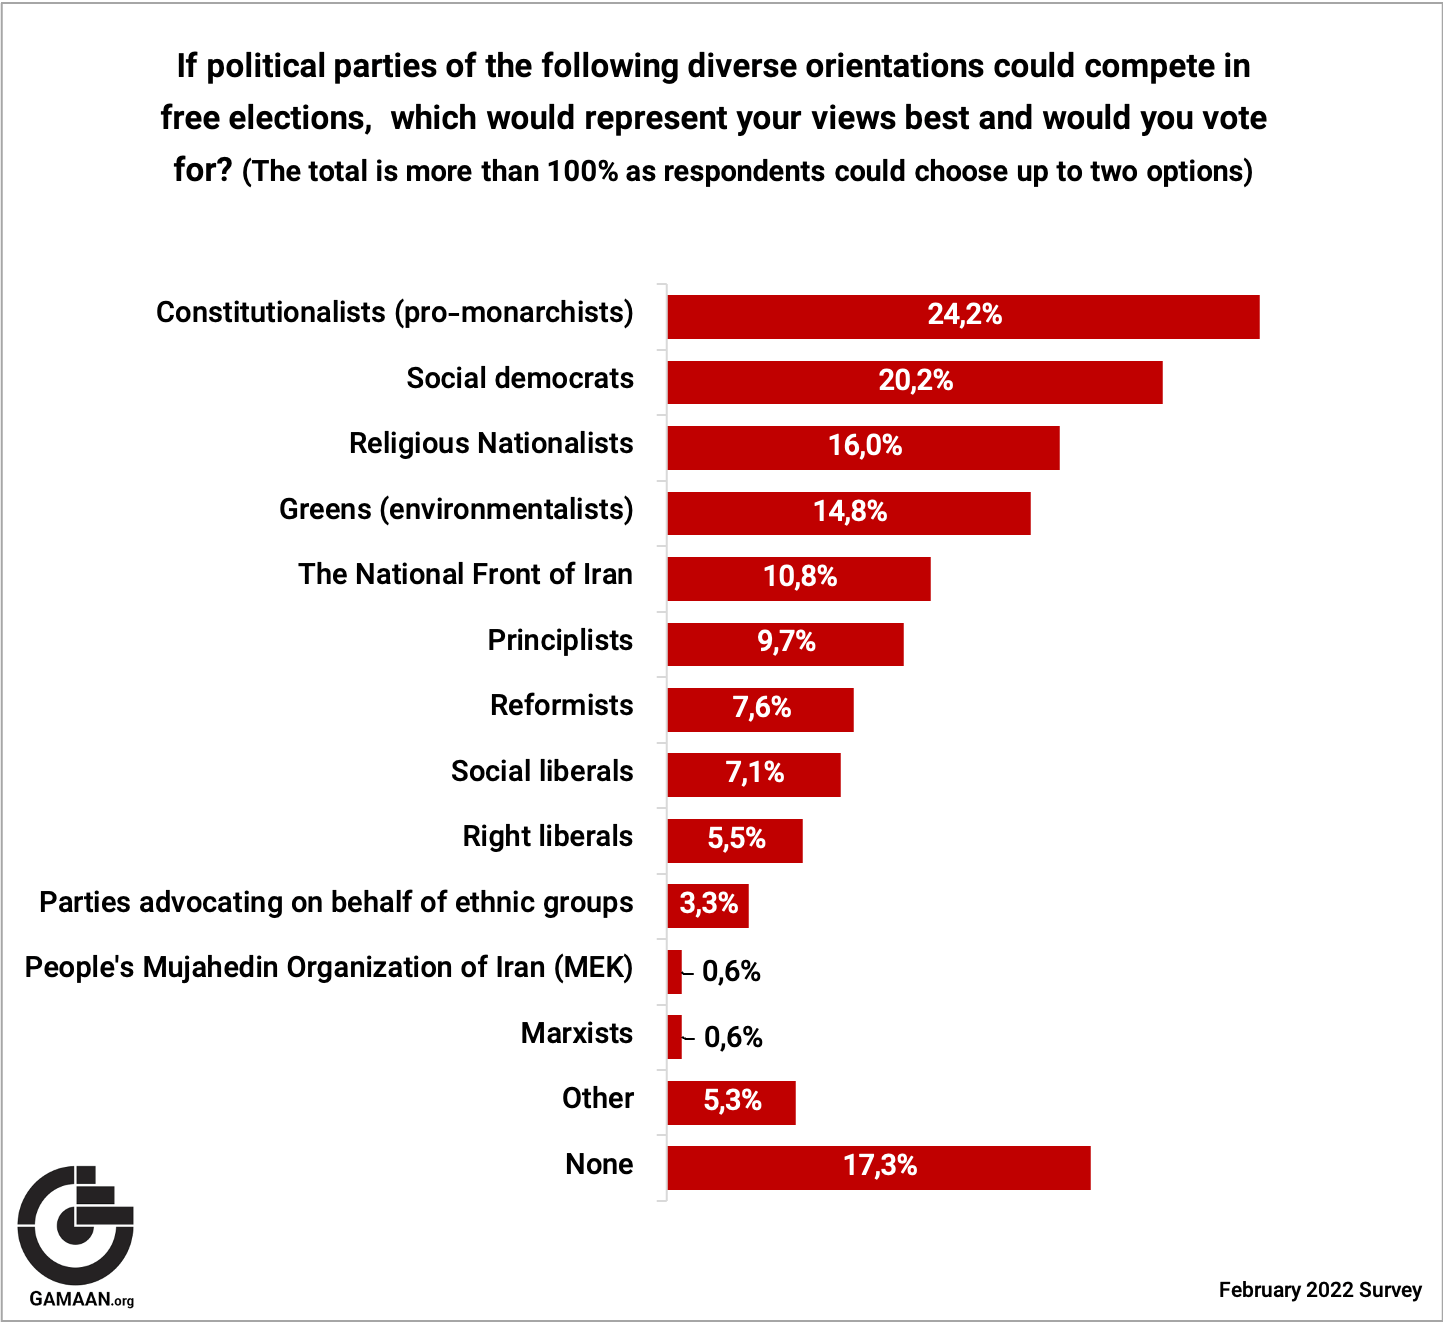 If political parties of the following diverse orientations could compete in
free elections,  which would represent your views best and would you vote
for? (The total is more than 100% as respondents could choose up to two options)
Constitutionalists (pro-monarchists) 24,2%
Social democrats 20,2%
Religious Nationalists 16,0%
Greens (environmentalists) 14,8%
The National Front of Iran 10,8%
Principlists 9,7%
Reformists 7,6%
Social liberals 7,1%
Right liberals 5,5%
Parties advocating on behalf of ethnic groups 3,3%
People's Mujahedin Organization of Iran (MEK) 0,6%
Marxists 0,6%
Other 5,3%
None 17,3%
GAMAAN.org
February 2022 Survey